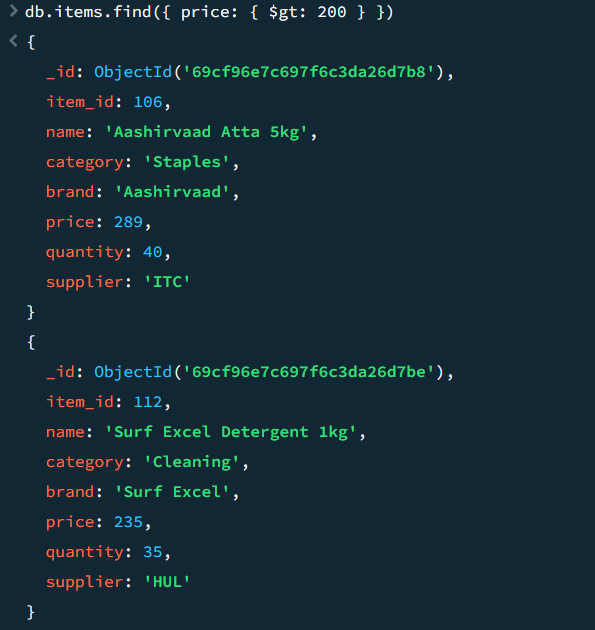 > db.items.find({ price: { $gt: 200 } })
< {
_id: ObjectId('69cf96e7c697f6c3da26d7b8'),
item_id: 106,
name: 'Aashirvaad Atta 5kg',
category: 'Staples',
brand: 'Aashirvaad',
price: 289,
quantity: 40,
supplier: 'ITC'
}
{
_id: ObjectId('69cf96e7c697f6c3da26d7be'),
item_id: 112,
name: 'Surf Excel Detergent 1kg',
category: 'Cleaning',
brand: 'Surf Excel',
price: 235,
quantity: 35,
supplier: 'HUL'
}